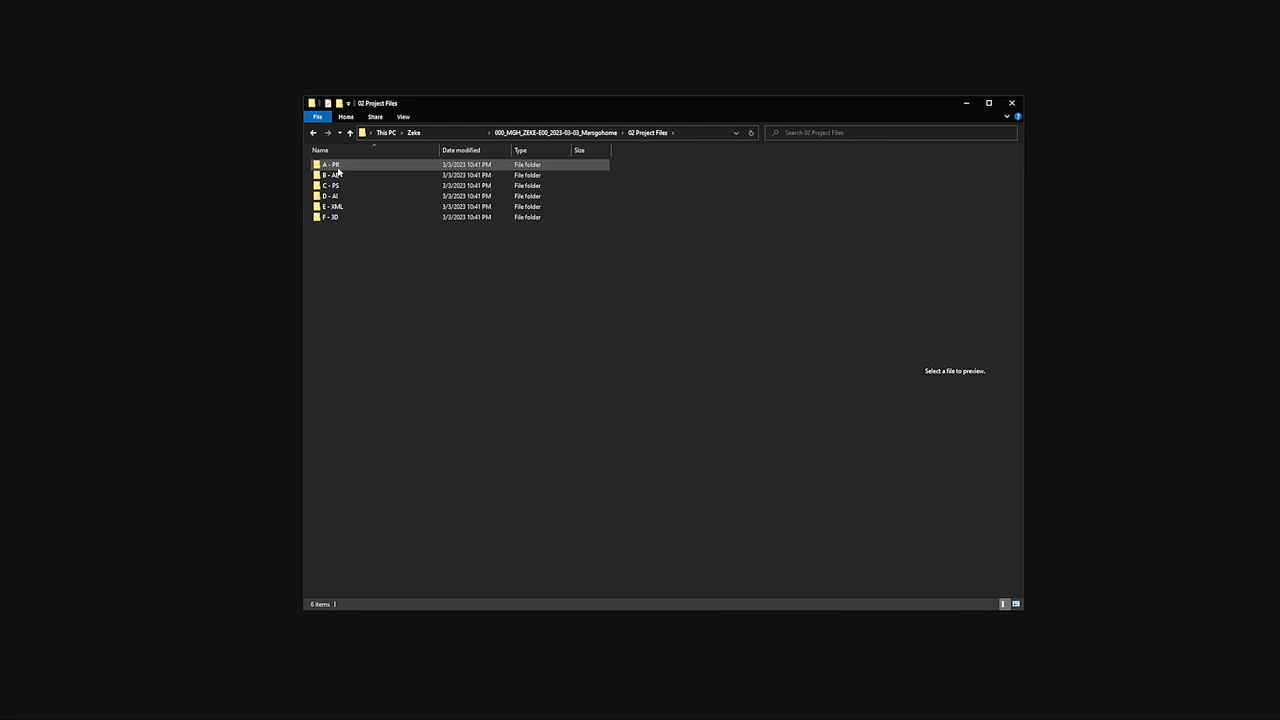 02 Project Files
File Home Share View
This PC > Zeke > 000_MGH_ZEKE-E00_2023-03-03_Marsgohome > 02 Project Files >
Search 02 Project Files
Name Date modified Type Size
A - PR 3/3/2023 10:41 PM File folder
B - 3/3/2023 10:41 PM File folder
C - PS 3/3/2023 10:41 PM File folder
D - AI 3/3/2023 10:41 PM File folder
E - XML 3/3/2023 10:41 PM File folder
F - 3D 3/3/2023 10:41 PM File folder
Select a file to preview.
6 items